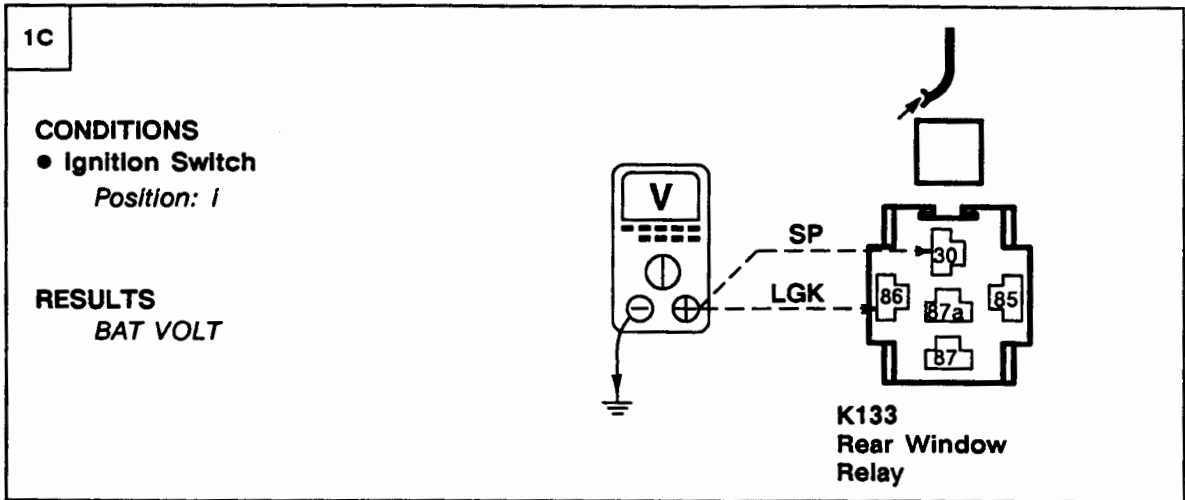 1C
CONDITIONS
● Ignition Switch
Position: I
RESULTS
BAT VOLT
V
SP
LGK
30
86
87a
85
87
K133
Rear Window
Relay